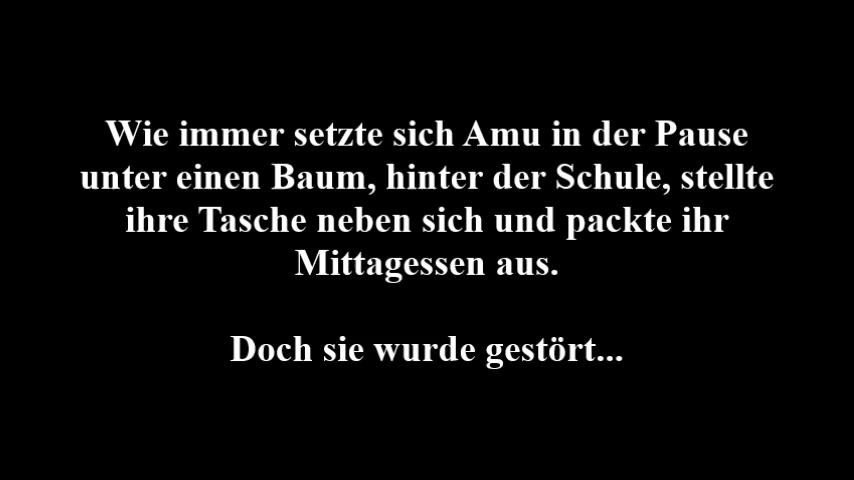 Wie immer setzte sich Amu in der Pause
unter einen Baum, hinter der Schule, stellte
ihre Tasche neben sich und packte ihr
Mittagessen aus.
Doch sie wurde gestört...